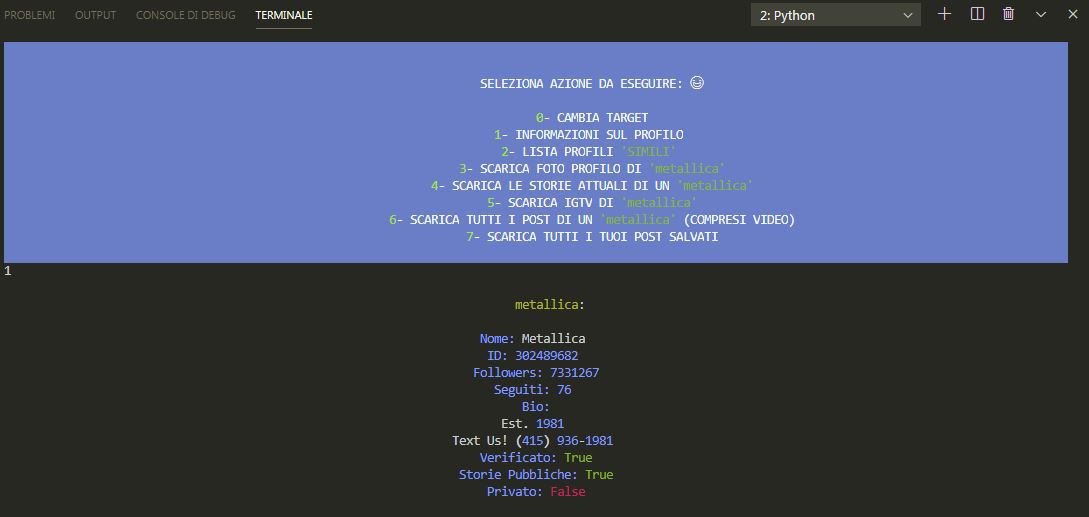 PROBLEMI OUTPUT CONSOLE DI DEBUG TERMINALE 2: Python
SELEZIONA AZIONE DA ESEGUIRE: 😅
0- CAMBIA TARGET
1- INFORMAZIONI SUL PROFILO
2- LISTA PROFILI 'SIMILI'
3- SCARICA FOTO PROFILO DI 'metallica'
4- SCARICA LE STORIE ATTUALI DI UN 'metallica'
5- SCARICA IGTV DI 'metallica'
6- SCARICA TUTTI I POST DI UN 'metallica' (COMPRESI VIDEO)
7- SCARICA TUTTI I TUOI POST SALVATI
1
metallica:
Nome: Metallica
ID: 302489682
Followers: 7331267
Seguiti: 76
Bio:
Est. 1981
Text Us! (415) 936-1981
Verificato: True
Storie Pubbliche: True
Privato: False